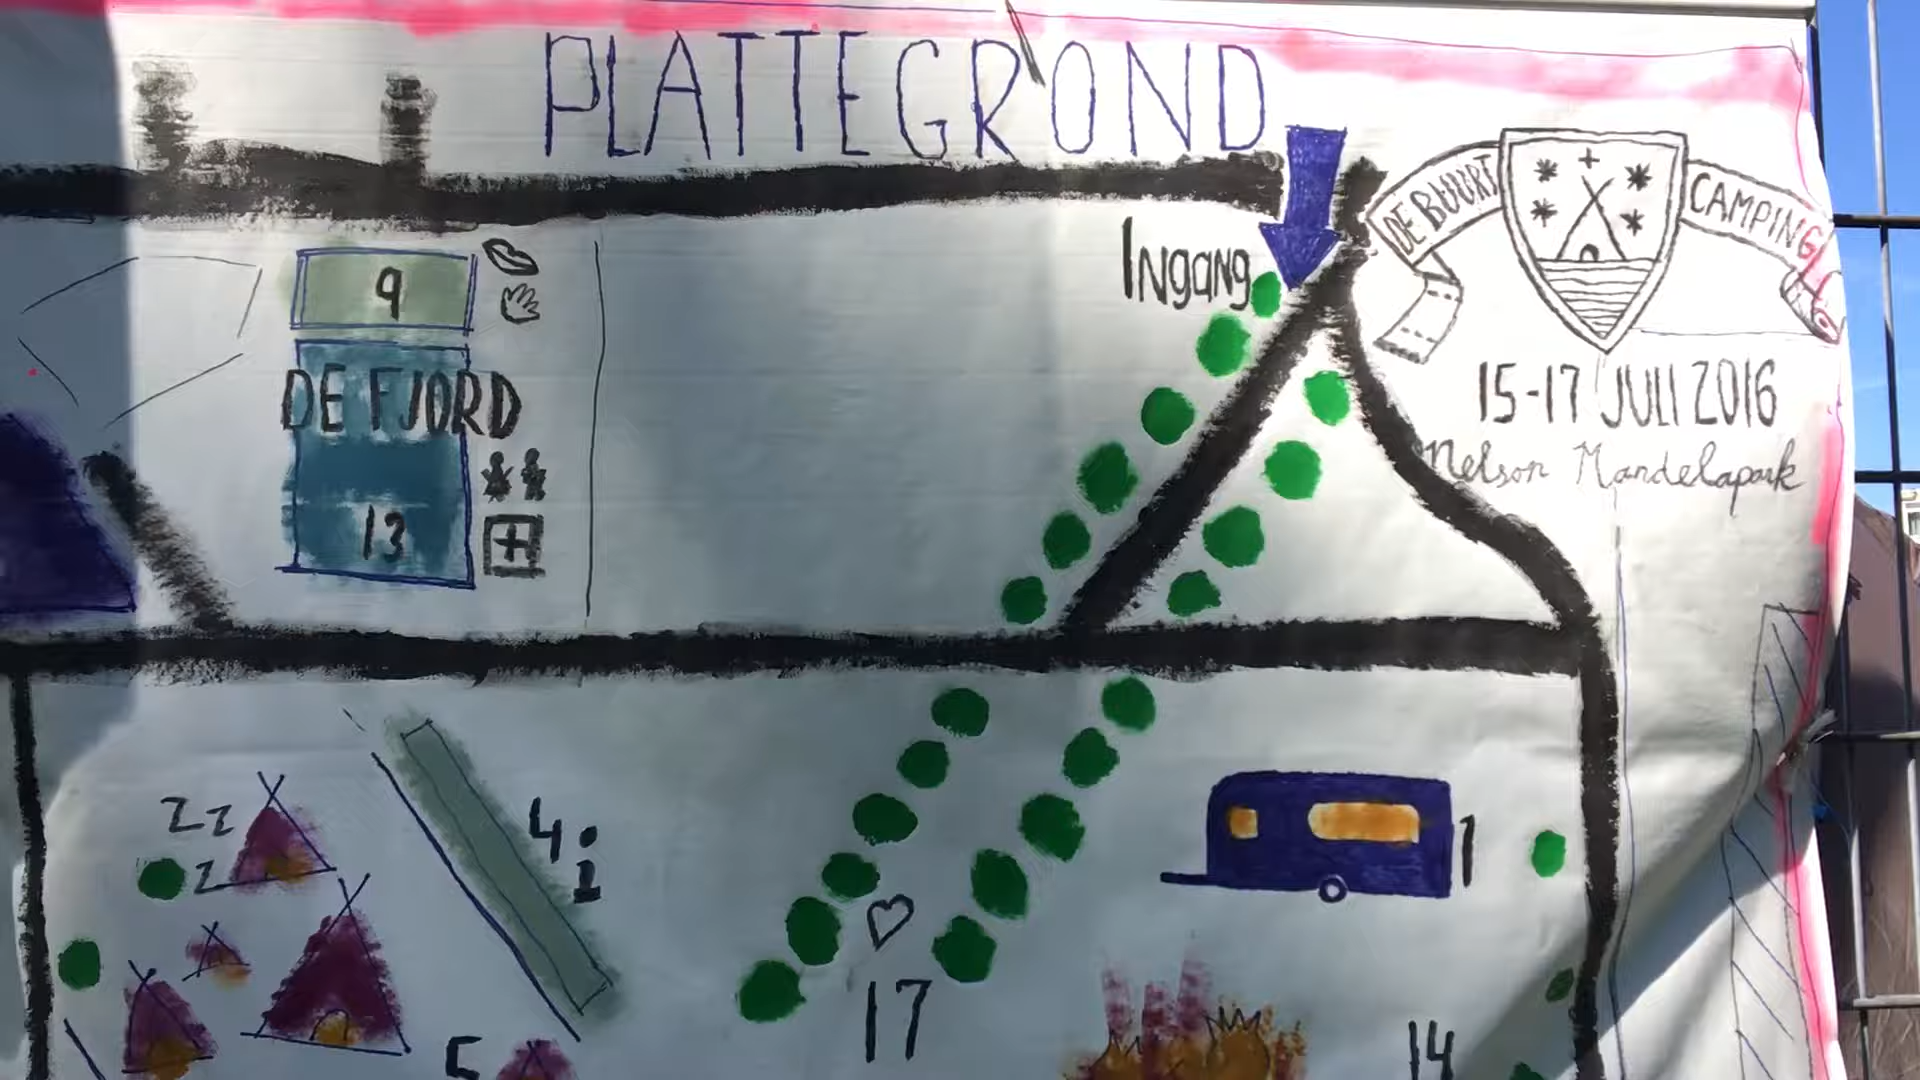 PLATTEGROND
DE BUURT CAMPING
Ingang
15-17 JULI 2016
Nelson Mandelapark
9
DE FJORD
13
zz
z
4
i
1
17
5
14